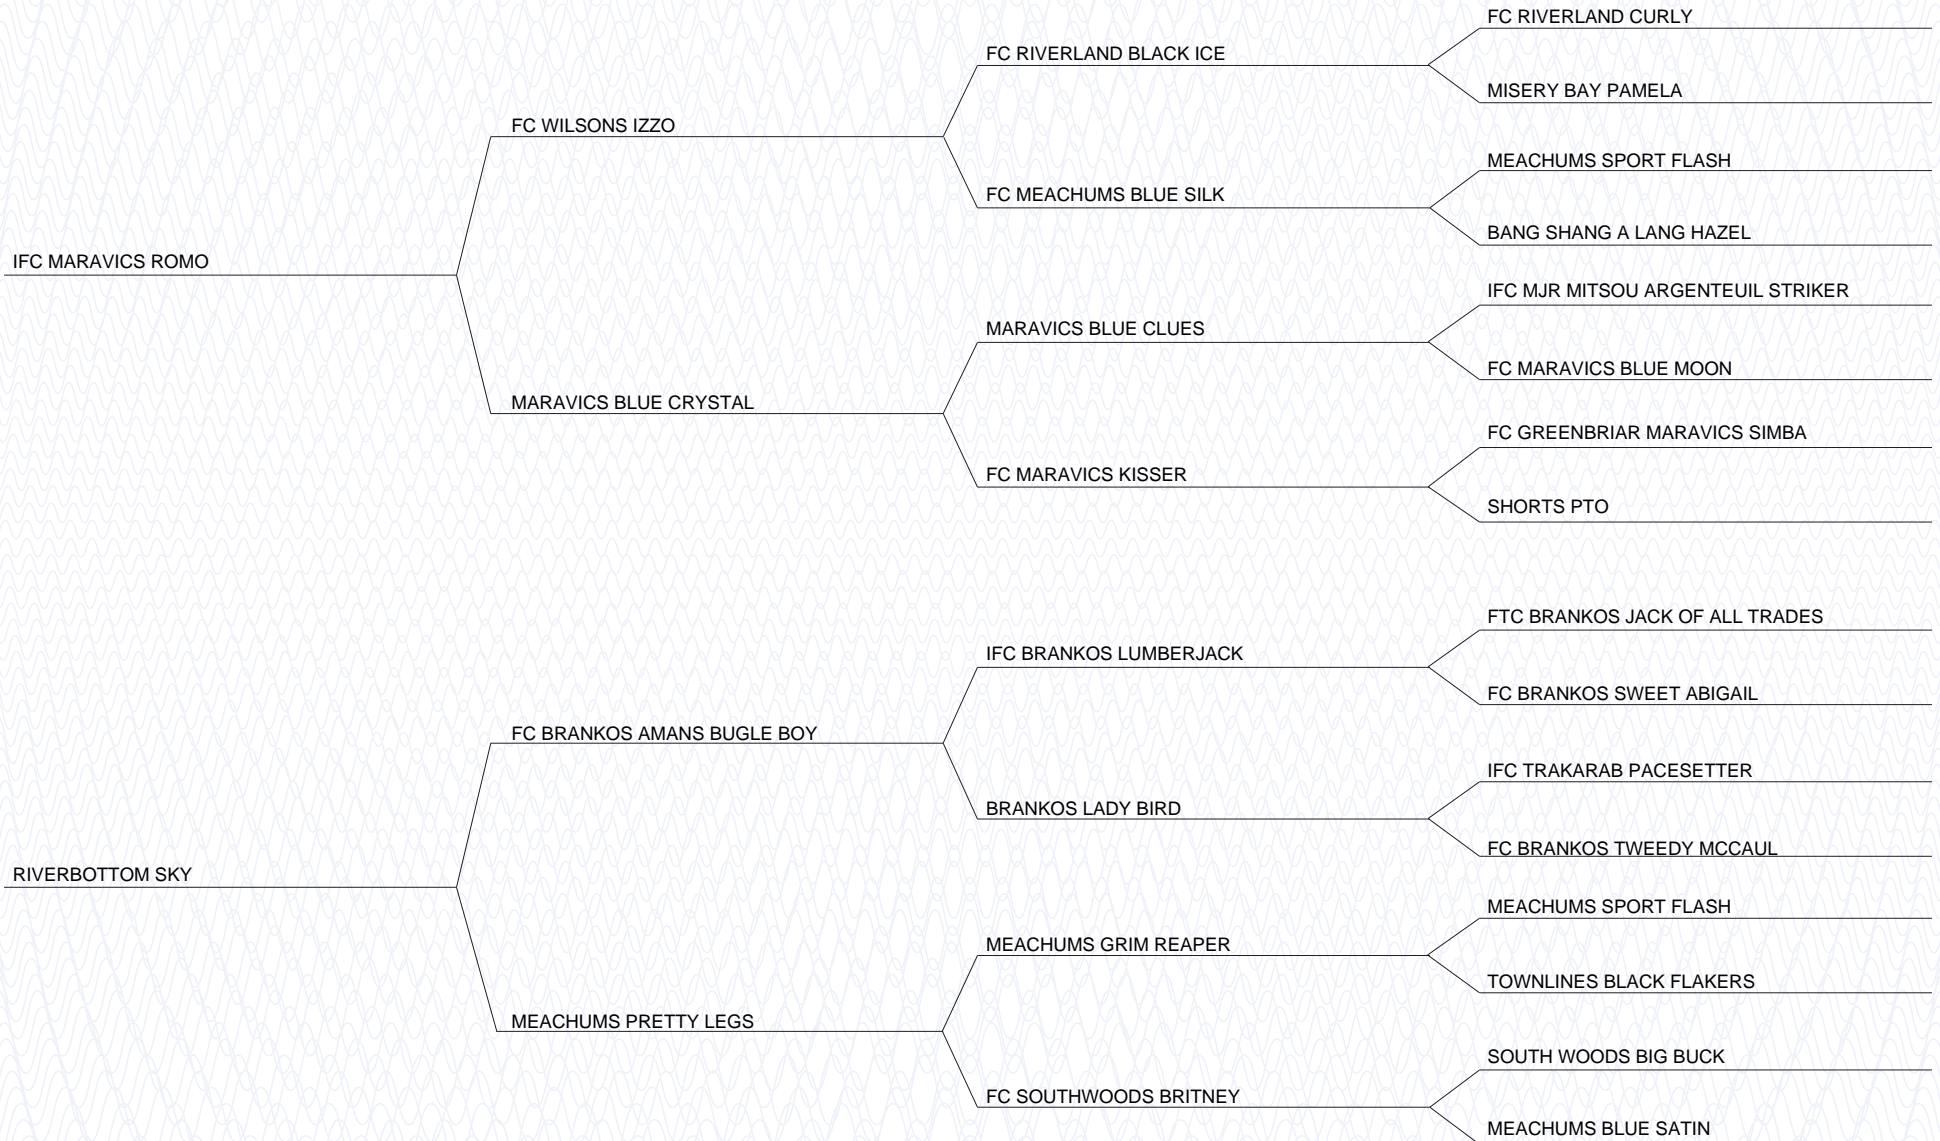 FC RIVERLAND CURLY
FC RIVERLAND BLACK ICE
MISERY BAY PAMELA
FC WILSONS IZZO
MEACHUMS SPORT FLASH
FC MEACHUMS BLUE SILK
BANG SHANG A LANG HAZEL
IFC MARAVICS ROMO
IFC MJR MITSOU ARGENTEUIL STRIKER
MARAVICS BLUE CLUES
FC MARAVICS BLUE MOON
MARAVICS BLUE CRYSTAL
FC GREENBRIAR MARAVICS SIMBA
FC MARAVICS KISSER
SHORTS PTO
FTC BRANKOS JACK OF ALL TRADES
IFC BRANKOS LUMBERJACK
FC BRANKOS SWEET ABIGAIL
FC BRANKOS AMANS BUGLE BOY
IFC TRAKARAB PACESETTER
BRANKOS LADY BIRD
FC BRANKOS TWEEDY MCCAUL
RIVERBOTTOM SKY
MEACHUMS SPORT FLASH
MEACHUMS GRIM REAPER
TOWNLINES BLACK FLAKERS
MEACHUMS PRETTY LEGS
SOUTH WOODS BIG BUCK
FC SOUTHWOODS BRITNEY
MEACHUMS BLUE SATIN